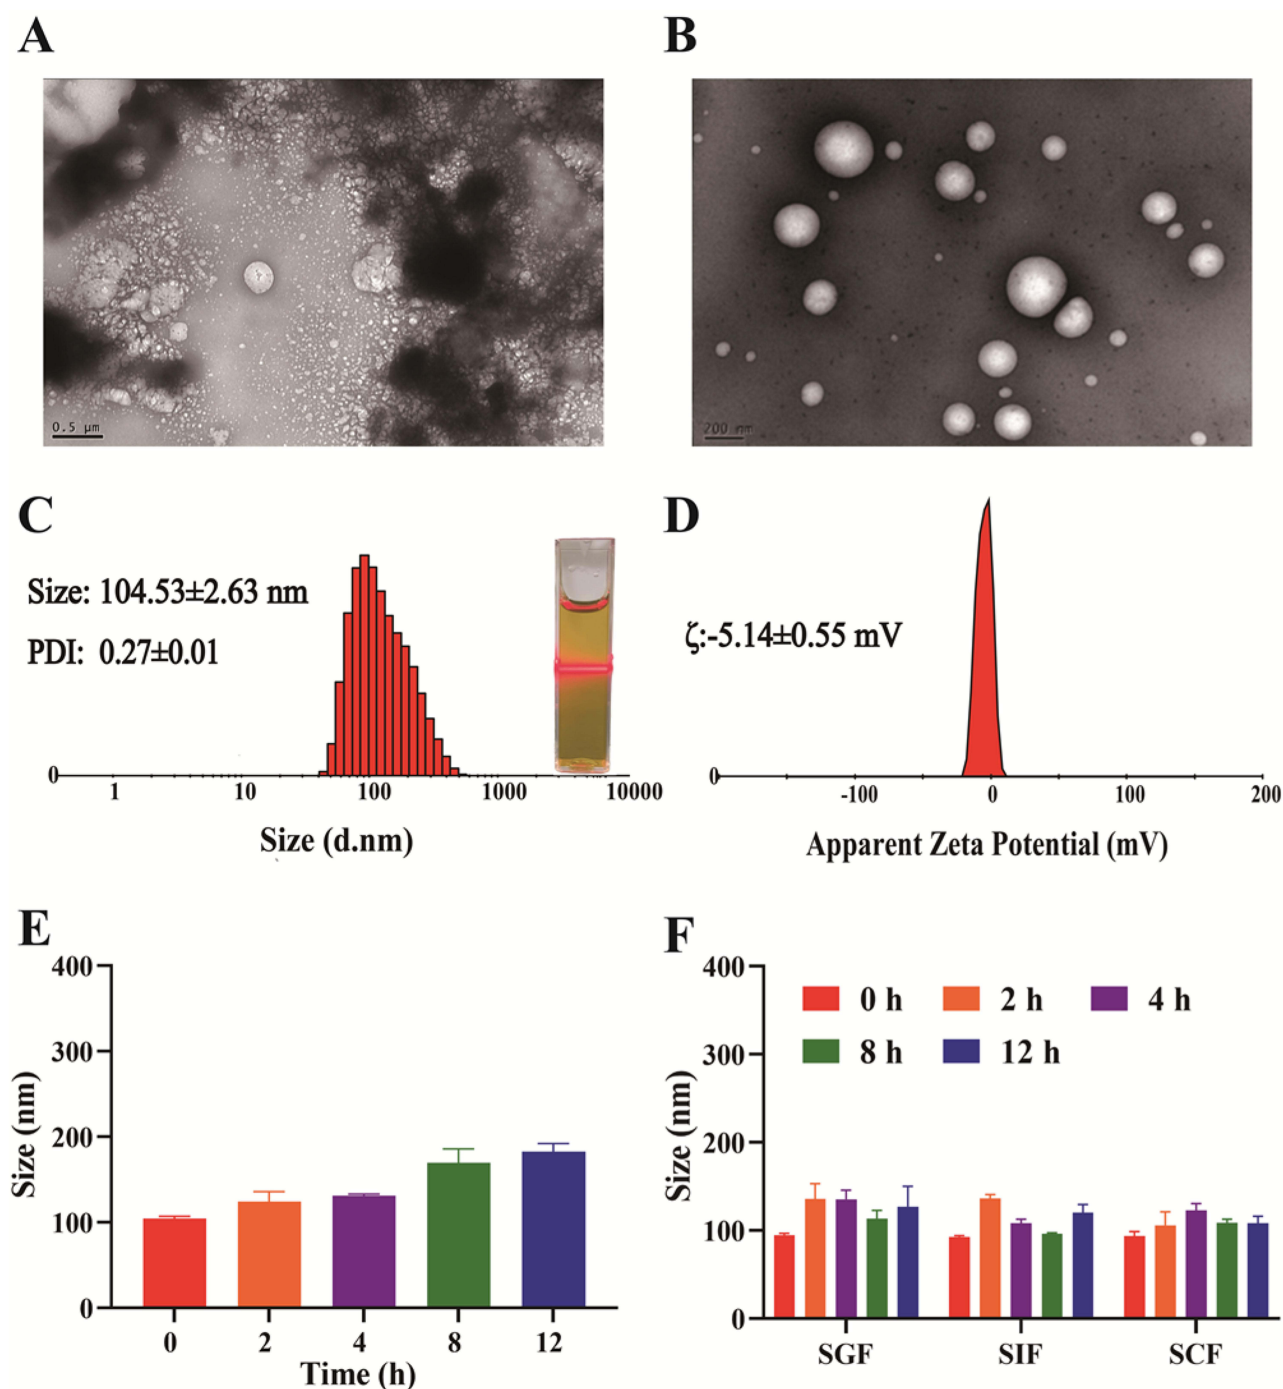 A
B
0.5 μm
200 nm
C
D
Size: 104.53±2.63 nm
PDI: 0.27±0.01
0
1 10 100 1000 10000
Size (d.nm)
ζ:-5.14±0.55 mV
0
-100 0 100 200
Apparent Zeta Potential (mV)
E
F
400
300
200
100
0
Size (nm)
0 2 4 8 12
Time (h)
400
300
200
100
0
Size (nm)
0 h 2 h 4 h
8 h 12 h
SGF SIF SCF